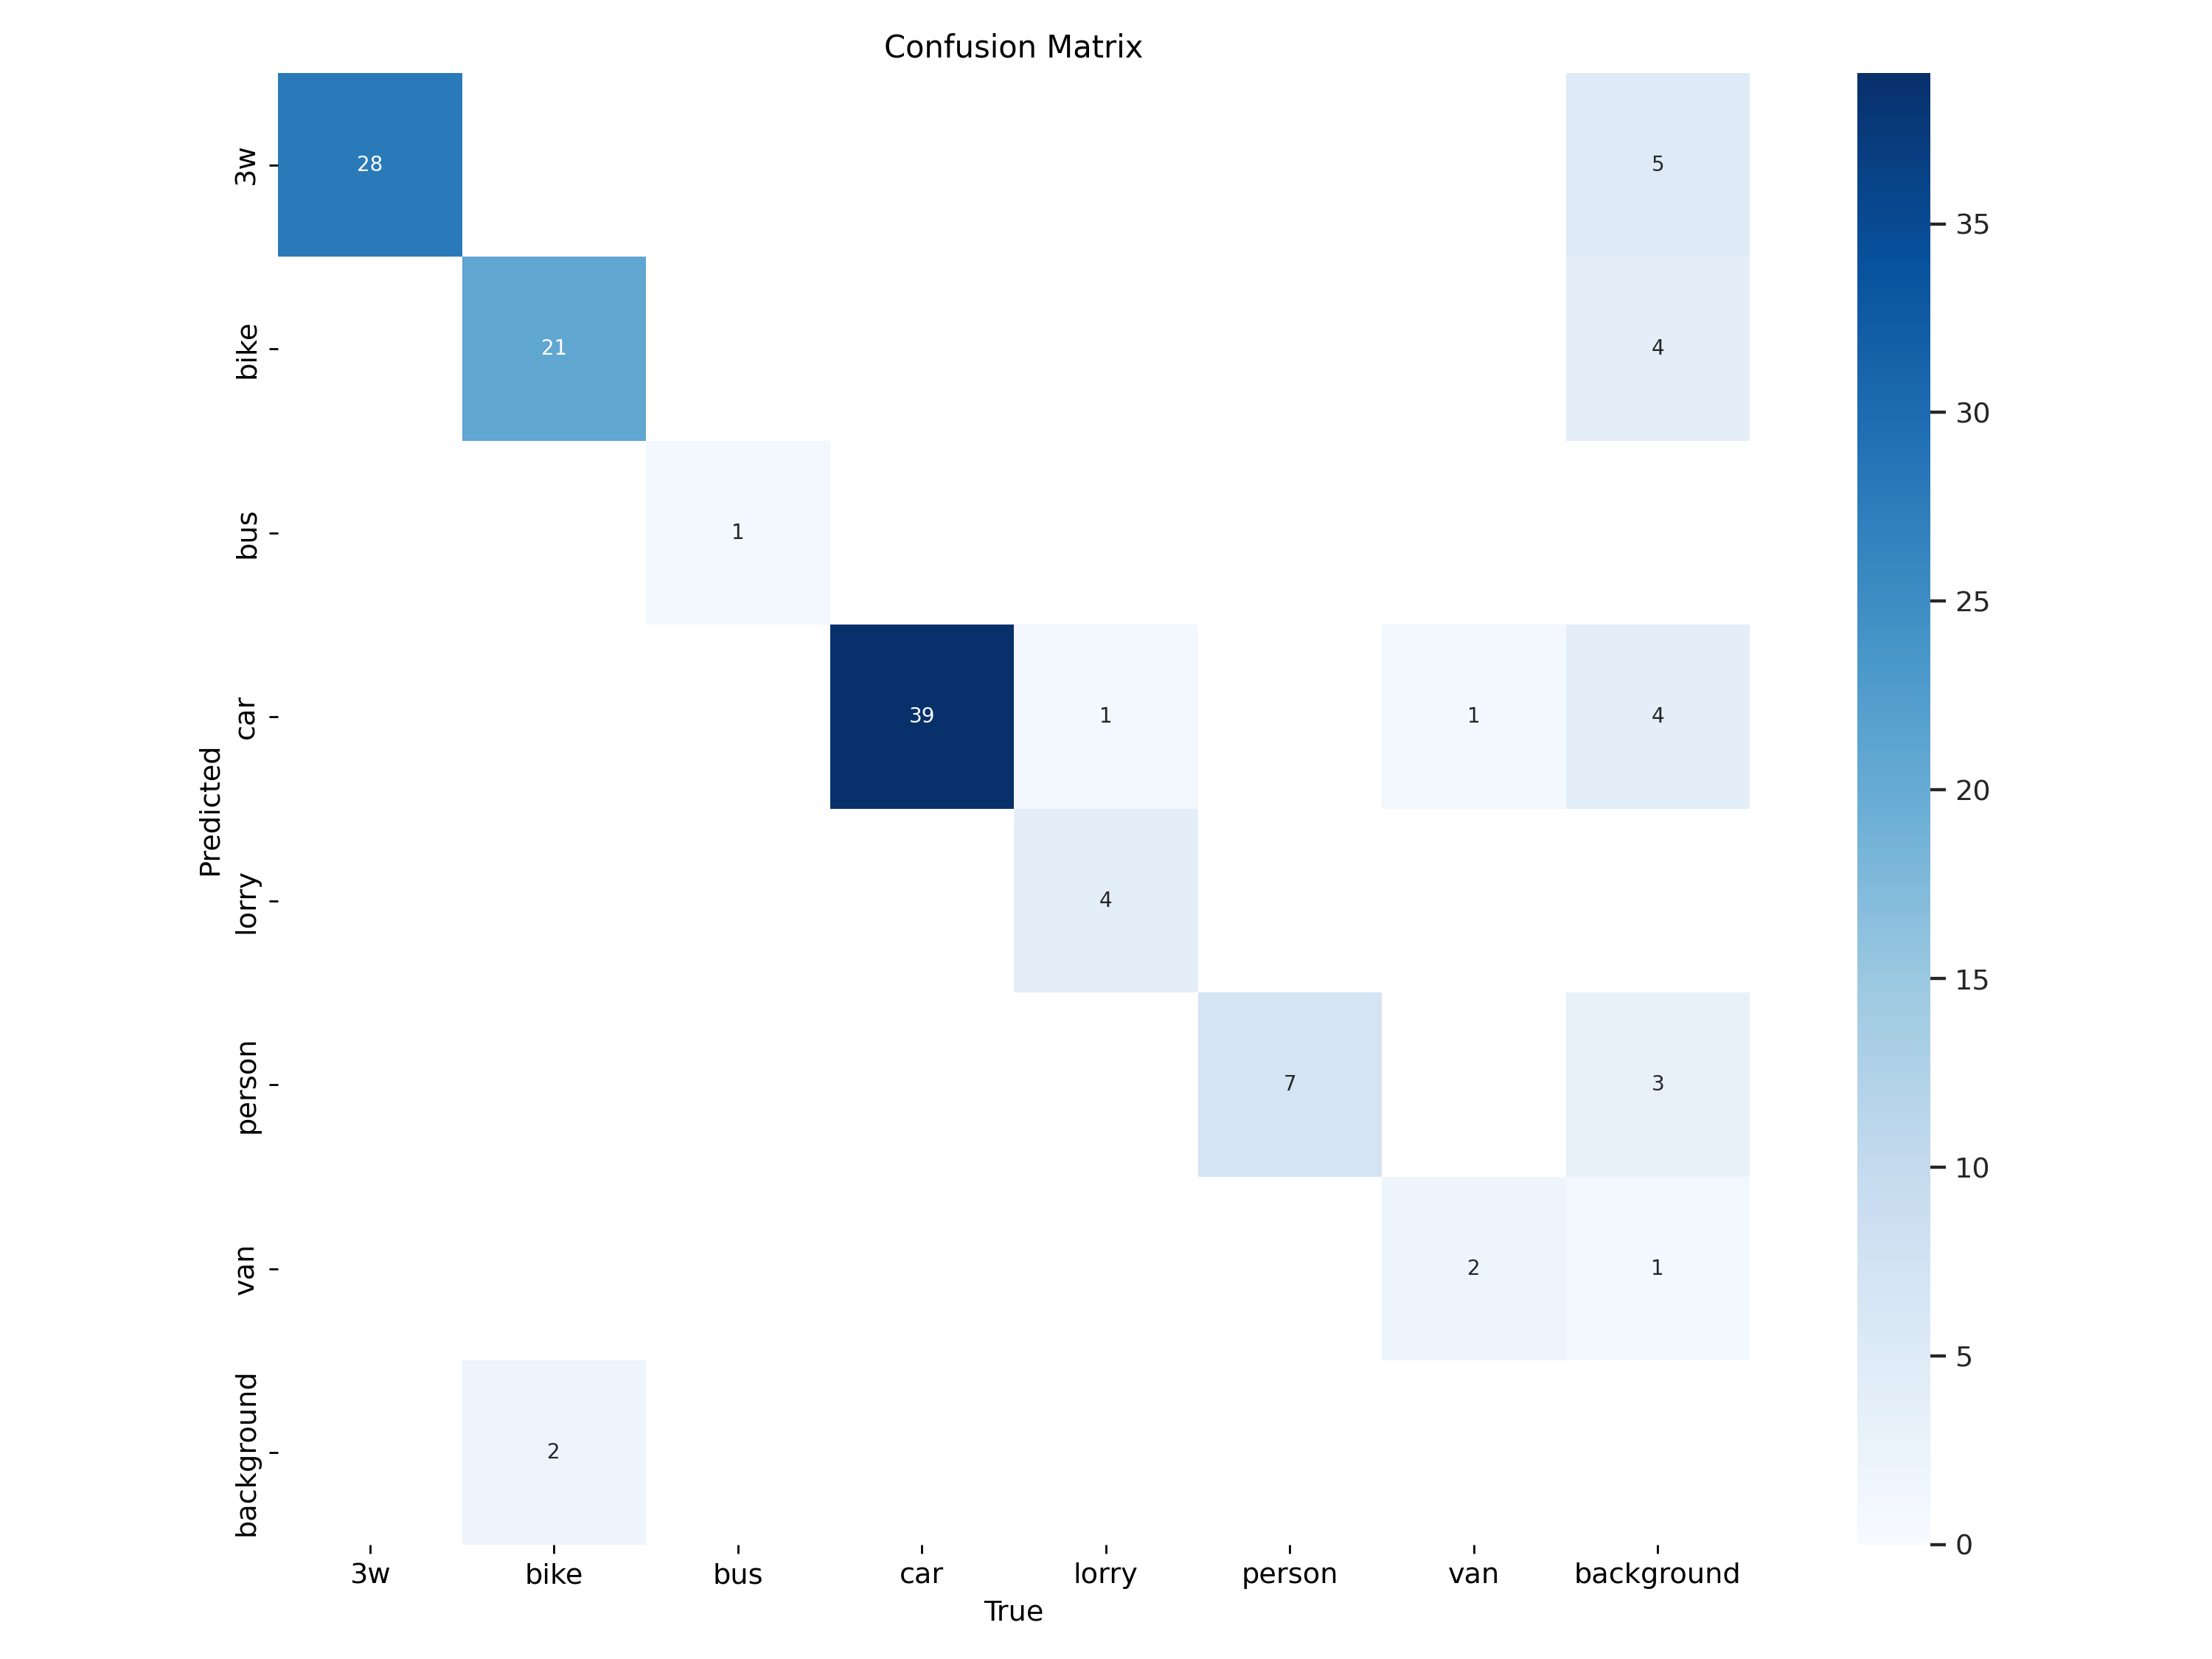 Confusion Matrix
3w
28
5
bike
21
4
bus
1
car
39
1
1
4
lorry
4
person
7
3
van
2
1
background
2
Predicted
3w
bike
bus
car
lorry
person
van
background
True
35
30
25
20
15
10
5
0